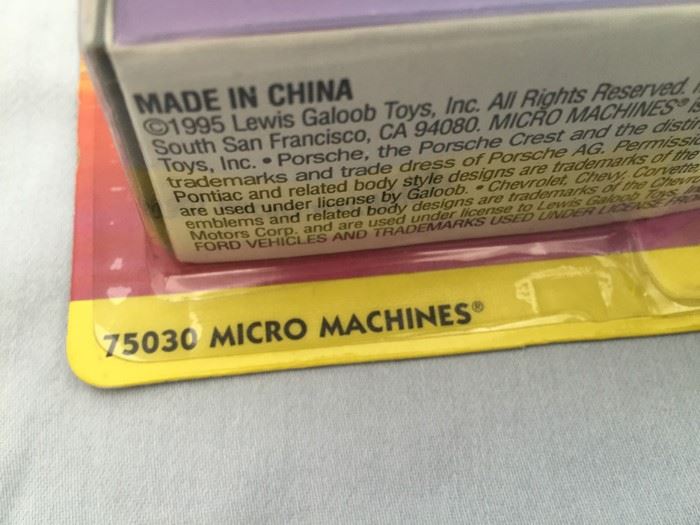 MADE IN CHINA
©1995 Lewis Galoob Toys, Inc. All Rights Reserved.
South San Francisco, CA 94080. MICRO MACHINES®
Toys, Inc. • Porsche, the Porsche Crest and the
trademarks and trade dress of Porsche AG.
Pontiac and related body style designs are trademarks of the
are used under license by Galoob. • Chevrolet, Chevy, Corvette,
emblems and related body designs are trademarks of the
Motors Corp. and are used under license to Lewis Galoob Toys,
FORD VEHICLES AND TRADEMARKS USED UNDER LICENSE
75030 MICRO MACHINES®